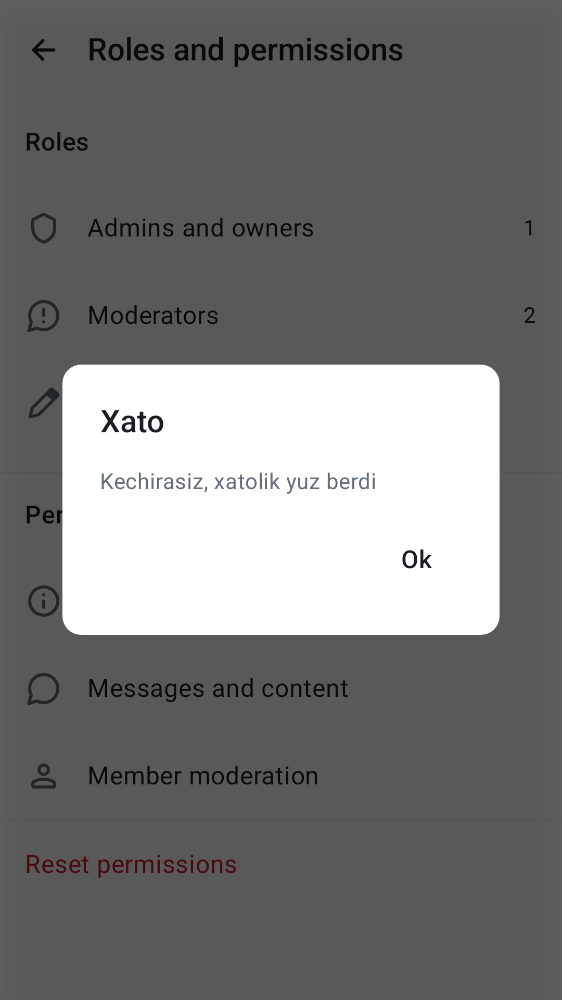 Roles and permissions
Roles
Admins and owners 1
Moderators 2
Xato
Kechirasiz, xatolik yuz berdi
Per
Ok
Messages and content
Member moderation
Reset permissions